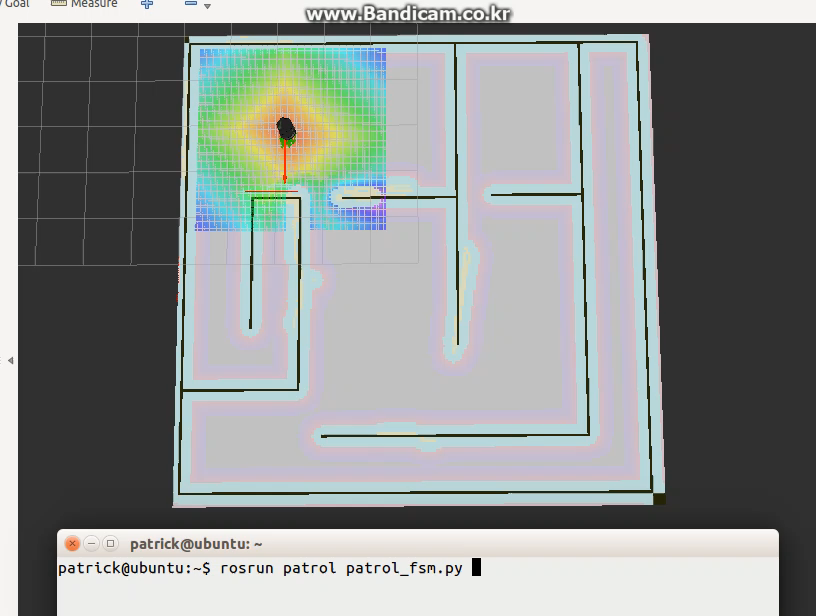 Goal
Measure
www.Bandicam.co.kr
patrick@ubuntu: ~
patrick@ubuntu:~$ rosrun patrol patrol_fsm.py